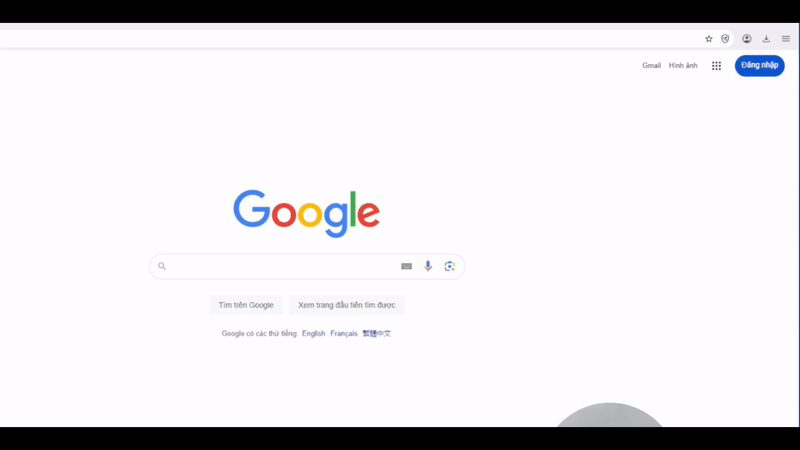 Gmail Hình ảnh Đăng nhập
Google
Tìm trên Google Xem trang đầu tiên tìm được
Google có các thứ tiếng: English Français 繁體中文